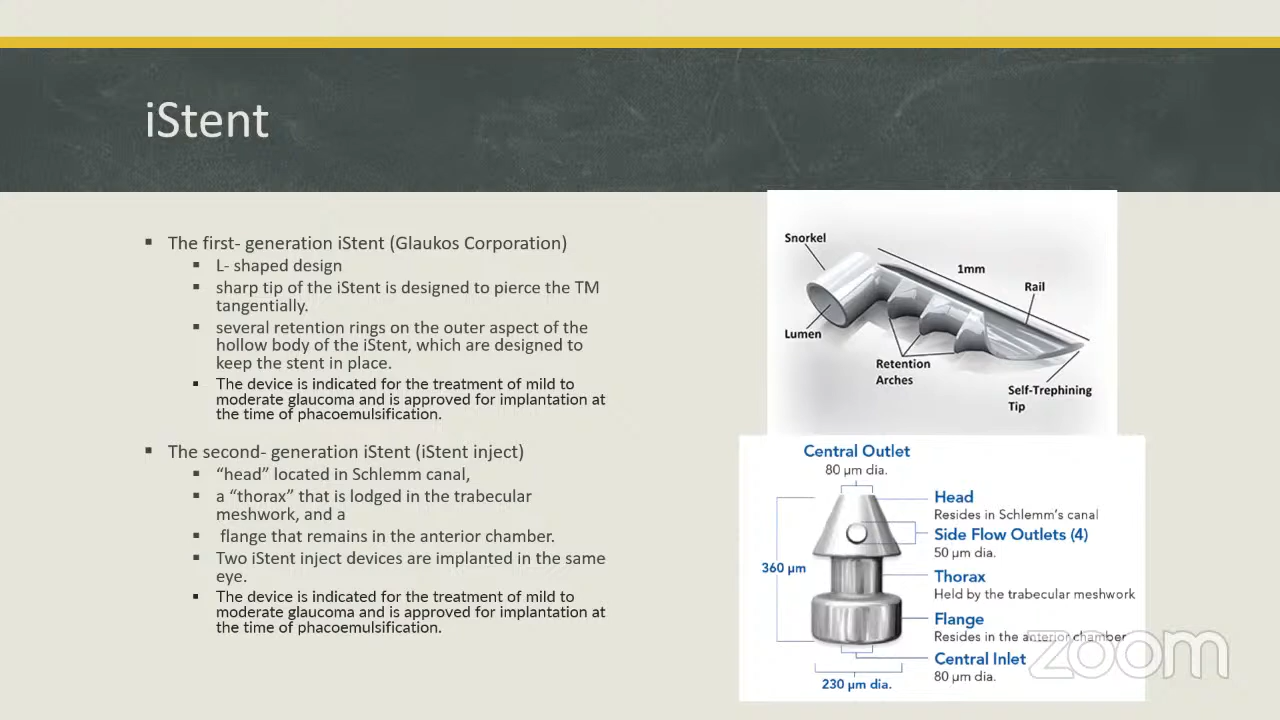 iStent
▪ The first- generation iStent (Glaukos Corporation)
▪ L- shaped design
▪ sharp tip of the iStent is designed to pierce the TM
tangentially.
▪ several retention rings on the outer aspect of the
hollow body of the iStent, which are designed to
keep the stent in place.
▪ The device is indicated for the treatment of mild to
moderate glaucoma and is approved for implantation at
the time of phacoemulsification.
▪ The second- generation iStent (iStent inject)
▪ “head” located in Schlemm canal,
▪ a “thorax” that is lodged in the trabecular
meshwork, and a
▪ flange that remains in the anterior chamber.
▪ Two iStent inject devices are implanted in the same
eye.
▪ The device is indicated for the treatment of mild to
moderate glaucoma and is approved for implantation at
the time of phacoemulsification.
Snorkel
1mm
Rail
Lumen
Retention
Arches
Self-Trephining
Tip
Central Outlet
80 µm dia.
Head
Resides in Schlemm’s canal
Side Flow Outlets (4)
50 µm dia.
360 µm
Thorax
Held by the trabecular meshwork
Flange
Resides in the anterior chamber
Central Inlet
80 µm dia.
230 µm dia.
zoom